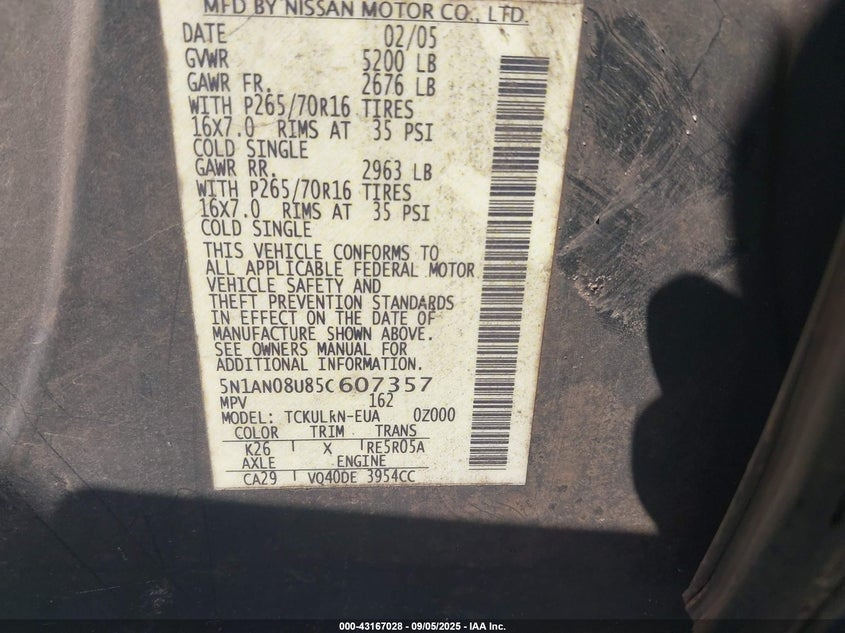 MFD BY NISSAN MOTOR CO., LTD.
DATE 02/05
GVWR 5200 LB
GAWR FR. 2676 LB
WITH P265/70R16 TIRES
16X7.0 RIMS AT 35 PSI
COLD SINGLE
GAWR RR. 2963 LB
WITH P265/70R16 TIRES
16X7.0 RIMS AT 35 PSI
COLD SINGLE
THIS VEHICLE CONFORMS TO
ALL APPLICABLE FEDERAL MOTOR
VEHICLE SAFETY AND
THEFT PREVENTION STANDARDS
IN EFFECT ON THE DATE OF
MANUFACTURE SHOWN ABOVE.
SEE OWNERS MANUAL FOR
ADDITIONAL INFORMATION.
5N1AN08U85C607357
MPV 162
MODEL: TCKULKN-EUA 0Z000
COLOR TRIM TRANS
K26 X RE5R05A
AXLE ENGINE
CA29 VQ40DE 3954CC
000-43167028 - 09/05/2025 - IAA Inc.